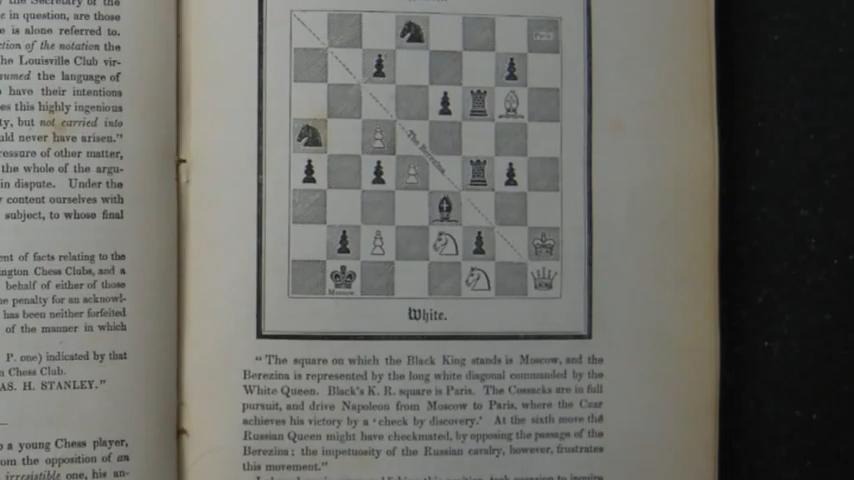 the Secretary of the
e in question, are those
e is alone referred to.
ction of the notation the
he Louisville Club vir-
sumed the language of
have their intentions
es this highly ingenious
ty, but not carried into
uld never have arisen."
ressure of other matter,
the whole of the argu-
in dispute. Under the
content ourselves with
subject, to whose final
ent of facts relating to the
ington Chess Clubs, and a
behalf of either of those
e penalty for an acknowl-
has been neither forfeited
of the manner in which
P. one) indicated by that
n Chess Club.
AS. H. STANLEY."
o a young Chess player,
om the opposition of an
irresistible one, his an-
Paris.
The Berezina.
Moscow.
White.
"The square on which the Black King stands is Moscow, and the
Berezina is represented by the long white diagonal commanded by the
White Queen. Black's K. R. square is Paris. The Cossacks are in full
pursuit, and drive Napoleon from Moscow to Paris, where the Czar
achieves his victory by a 'check by discovery.' At the sixth move the
Russian Queen might have checkmated, by opposing the passage of the
Berezina; the impetuosity of the Russian cavalry, however, frustrates
this movement."